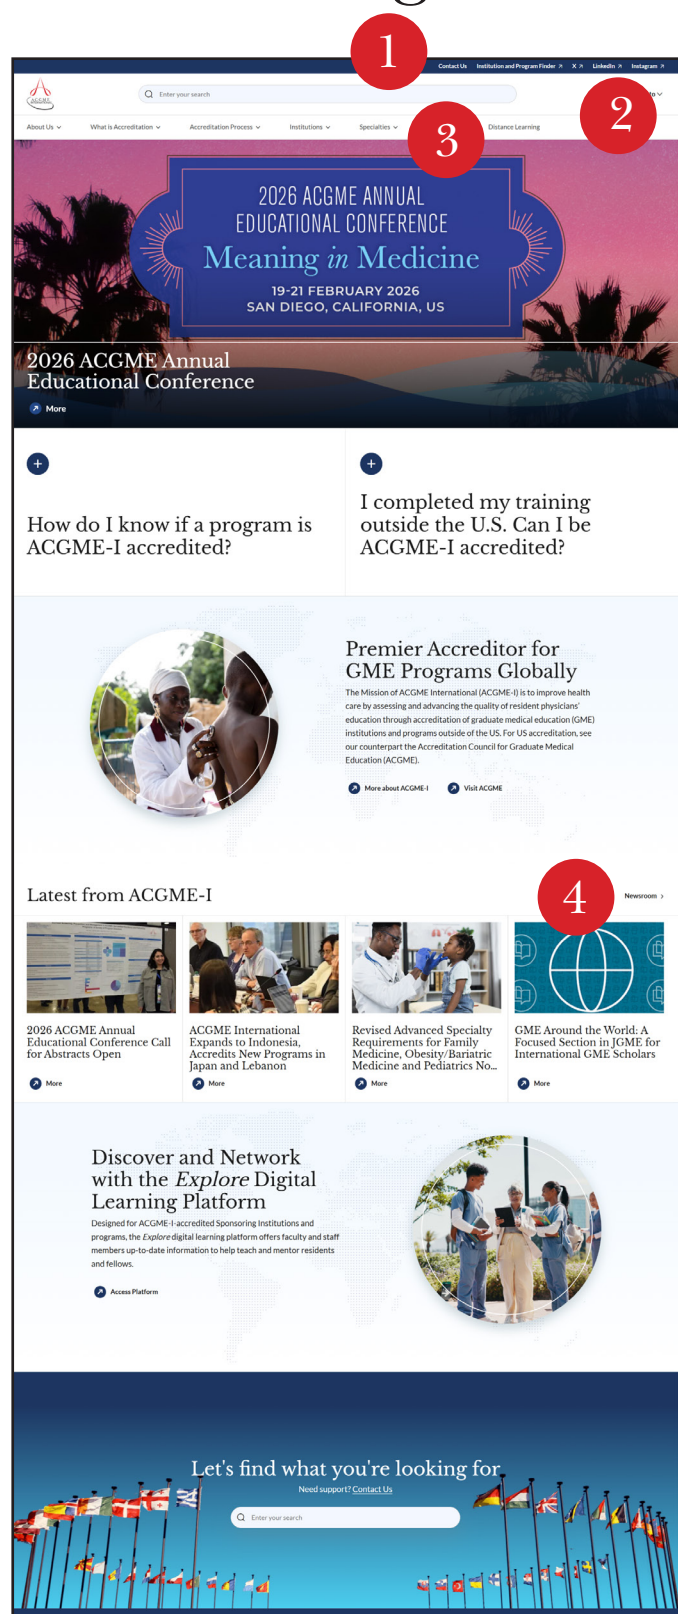 1
Contact Us Institution and Program Finder X LinkedIn Instagram
ACGME
Enter your search
2
About Us What is Accreditation Accreditation Process Institutions Specialties Distance Learning
3
2026 ACGME ANNUAL
EDUCATIONAL CONFERENCE
Meaning in Medicine
19-21 FEBRUARY 2026
SAN DIEGO, CALIFORNIA, US
2026 ACGME Annual
Educational Conference
More
How do I know if a program is
ACGME-I accredited?
I completed my training
outside the U.S. Can I be
ACGME-I accredited?
Premier Accreditor for
GME Programs Globally
The Mission of ACGME International (ACGME-I) is to improve health
care by assessing and advancing the quality of resident physicians'
education through accreditation of graduate medical education (GME)
institutions and programs outside of the US. For US accreditation, see
our counterpart the Accreditation Council for Graduate Medical
Education (ACGME).
More about ACGME-I Visit ACGME
Latest from ACGME-I
4
Newsroom
2026 ACGME Annual
Educational Conference Call
for Abstracts Open
More
ACGME International
Expands to Indonesia,
Accredits New Programs in
Japan and Lebanon
More
Revised Advanced Specialty
Requirements for Family
Medicine, Obesity/Bariatric
Medicine and Pediatrics No...
More
GME Around the World: A
Focused Section in JGME for
International GME Scholars
More
Discover and Network
with the Explore Digital
Learning Platform
Designed for ACGME-I-accredited Sponsoring Institutions and
programs, the Explore digital learning platform offers faculty and staff
members up-to-date information to help teach and mentor residents
and fellows.
Access Platform
Let's find what you're looking for
Need support? Contact Us
Enter your search